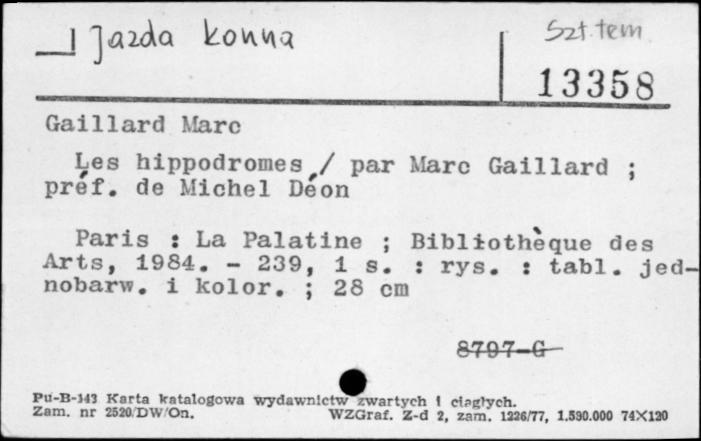 Jazda konna
Szt. tem
13358
Gaillard Marc
Les hippodromes / par Marc Gaillard ;
préf. de Michel Déon
Paris : La Palatine ; Bibliothèque des
Arts, 1984. - 239, 1 s. : rys. : tabl. jed-
nobarw. i kolor. ; 28 cm
8797-G
Pu-B-143 Karta katalogowa wydawnictw zwartych i ciągłych.
Zam. nr 2520/DW/On. WZGraf. Z-d 2, zam. 1226/77, 1.590.000 74X120